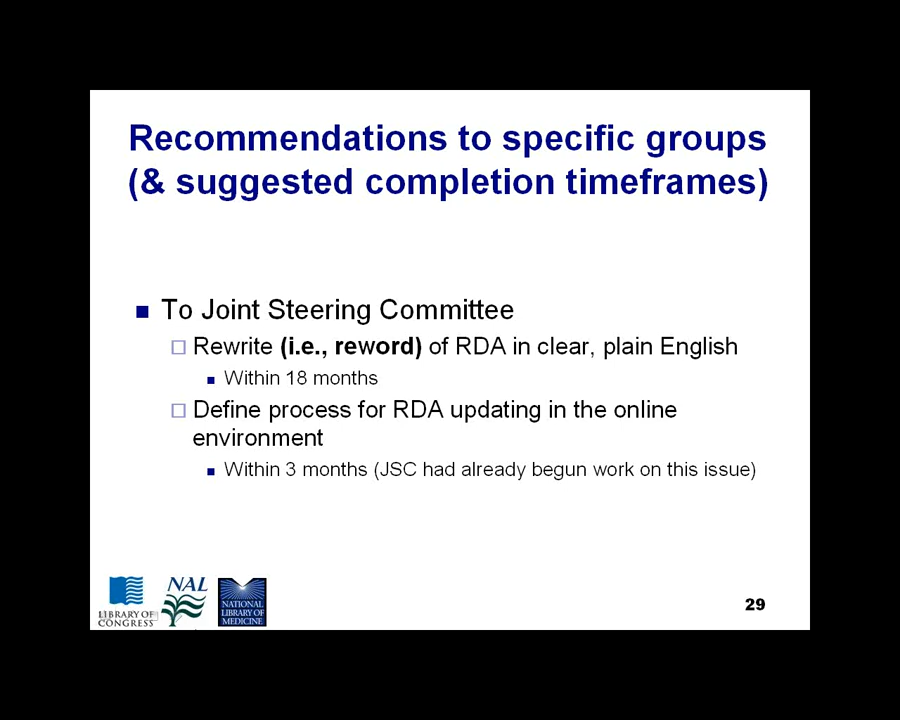 Recommendations to specific groups
(& suggested completion timeframes)
To Joint Steering Committee
Rewrite (i.e., reword) of RDA in clear, plain English
Within 18 months
Define process for RDA updating in the online
environment
Within 3 months (JSC had already begun work on this issue)
LIBRARY OF
CONGRESS
NAL
NATIONAL
LIBRARY OF
MEDICINE
29